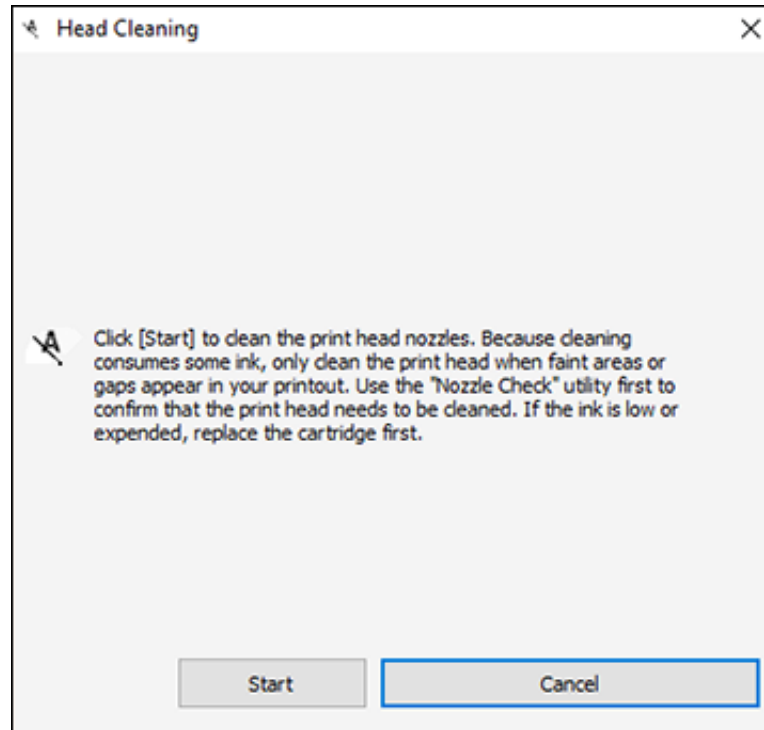 Head Cleaning
Click [Start] to clean the print head nozzles. Because cleaning
consumes some ink, only clean the print head when faint areas or
gaps appear in your printout. Use the "Nozzle Check" utility first to
confirm that the print head needs to be cleaned. If the ink is low or
expended, replace the cartridge first.
Start Cancel